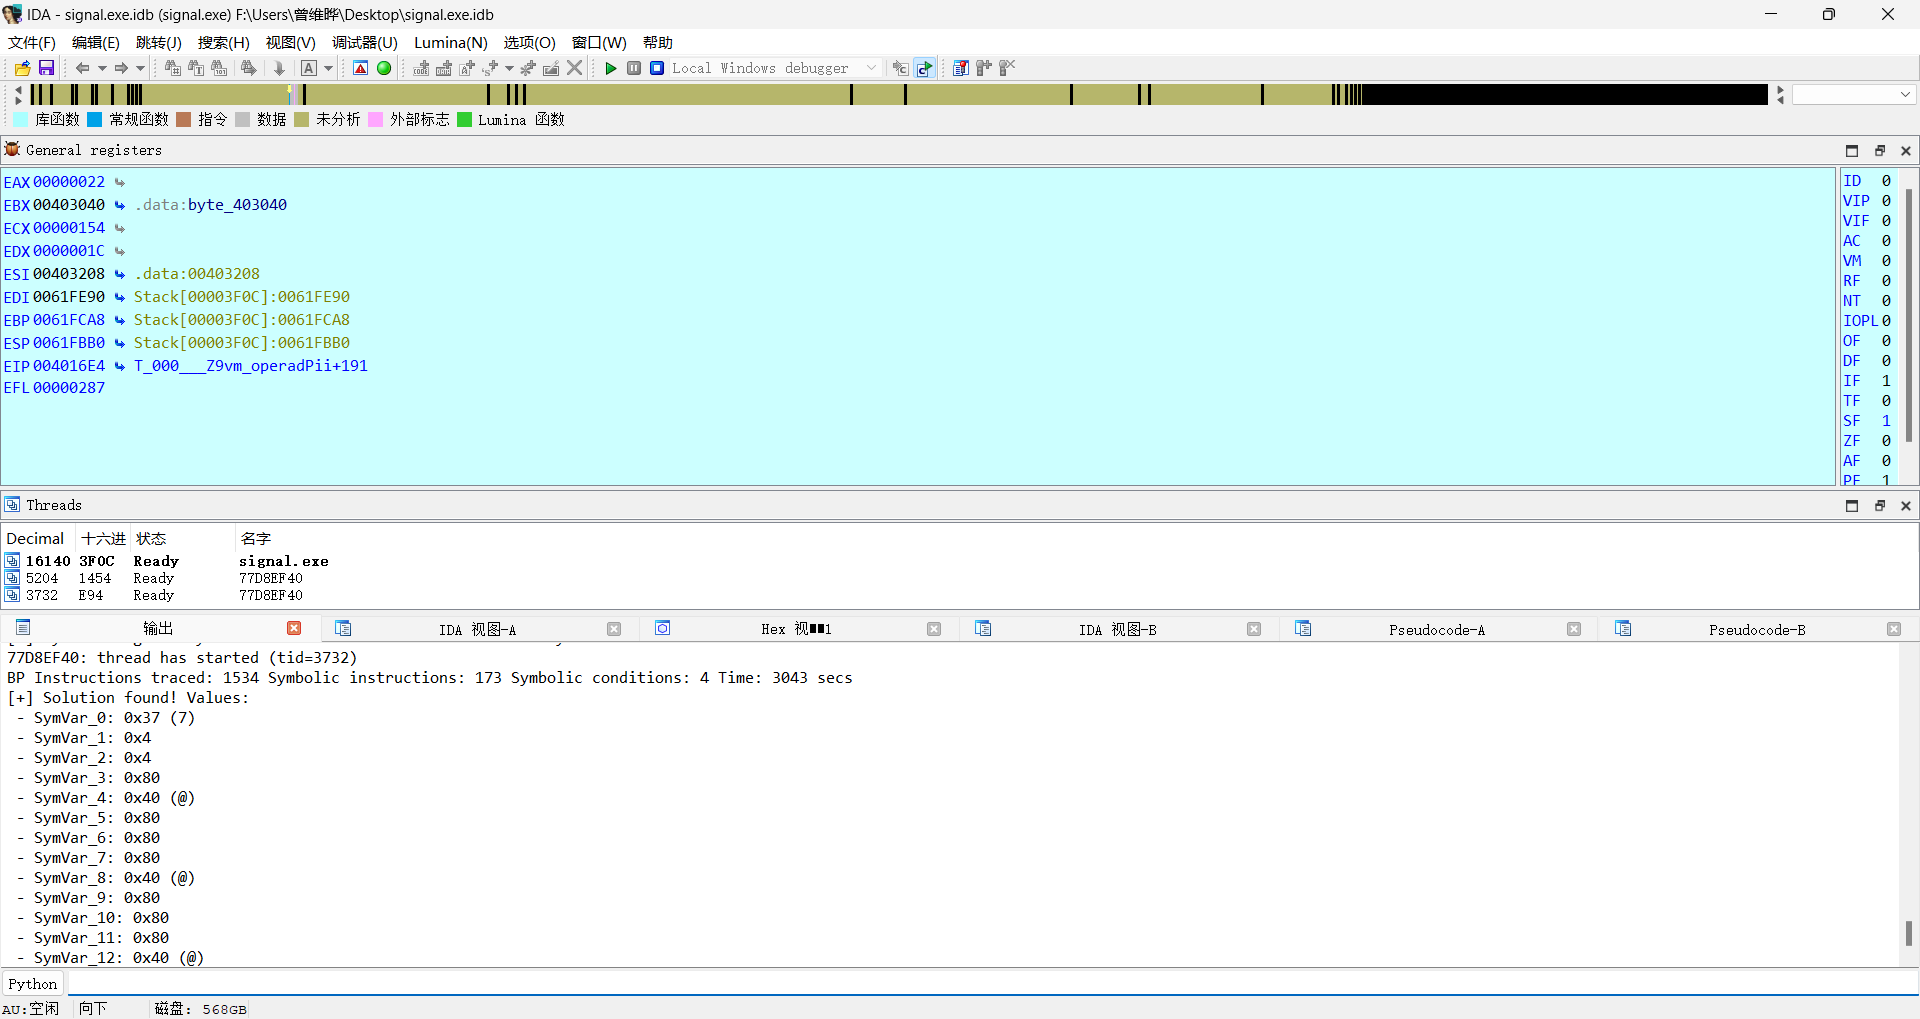 IDA - signal.exe.idb (signal.exe) F:\Users\曾维晔\Desktop\signal.exe.idb
文件(F) 编辑(E) 跳转(J) 搜索(H) 视图(V) 调试器(U) Lumina(N) 选项(O) 窗口(W) 帮助
Local Windows debugger
库函数 常规函数 指令 数据 未分析 外部标志 Lumina 函数
General registers
EAX 00000022
EBX 00403040 .data:byte_403040
ECX 00000154
EDX 0000001C
ESI 00403208 .data:00403208
EDI 0061FE90 Stack[00003F0C]:0061FE90
EBP 0061FCA8 Stack[00003F0C]:0061FCA8
ESP 0061FBB0 Stack[00003F0C]:0061FBB0
EIP 004016E4 T_000___Z9vm_operadPii+191
EFL 00000287
ID 0
VIP 0
VIF 0
AC 0
VM 0
RF 0
NT 0
IOPL 0
OF 0
DF 0
IF 1
TF 0
SF 1
ZF 0
AF 0
PF 1
Threads
Decimal 十六进 状态 名字
16140 3F0C Ready signal.exe
5204 1454 Ready 77D8EF40
3732 E94 Ready 77D8EF40
输出 IDA 视图-A Hex 视■■1 IDA 视图-B Pseudocode-A Pseudocode-B
77D8EF40: thread has started (tid=3732)
BP Instructions traced: 1534 Symbolic instructions: 173 Symbolic conditions: 4 Time: 3043 secs
[+] Solution found! Values:
- SymVar_0: 0x37 (7)
- SymVar_1: 0x4
- SymVar_2: 0x4
- SymVar_3: 0x80
- SymVar_4: 0x40 (@)
- SymVar_5: 0x80
- SymVar_6: 0x80
- SymVar_7: 0x80
- SymVar_8: 0x40 (@)
- SymVar_9: 0x80
- SymVar_10: 0x80
- SymVar_11: 0x80
- SymVar_12: 0x40 (@)
Python
AU:空闲 向下 磁盘: 568GB